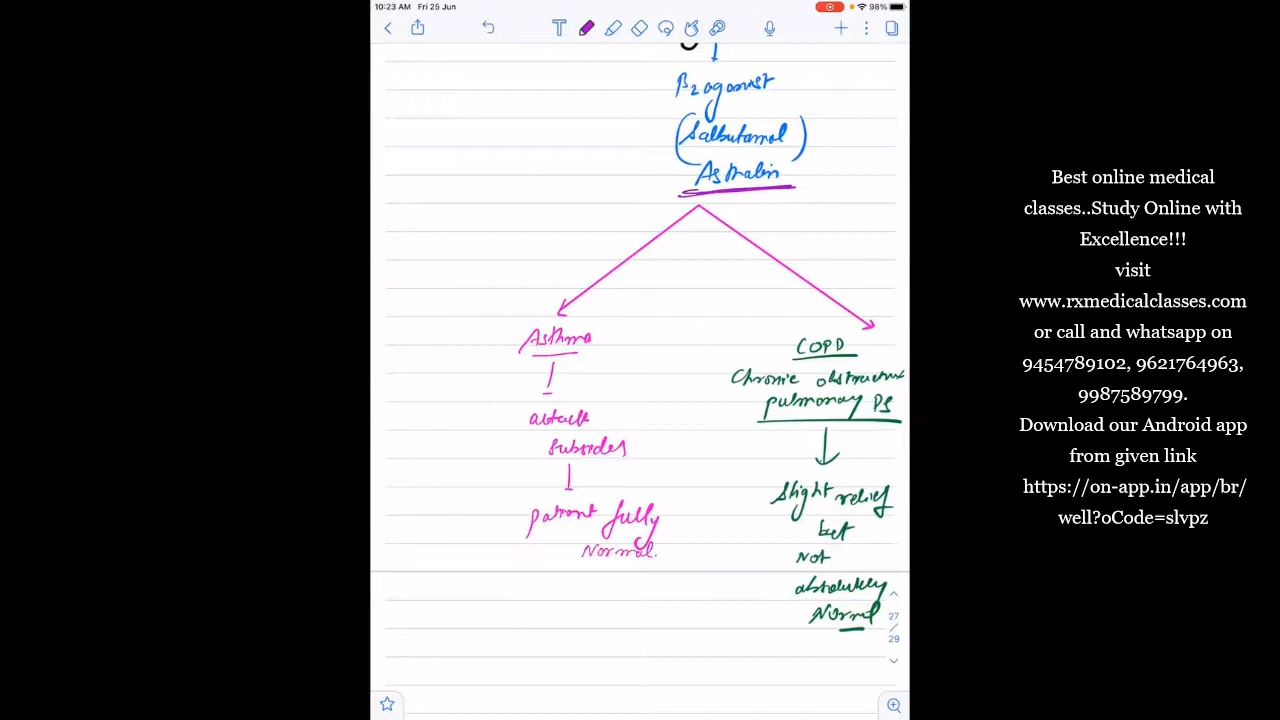 10:23 AM Fri 25 Jun
98%
T
β2 agonist
(Salbutamol)
Asthalin
Asthma
attack
subsides
patient fully
Normal.
COPD
Chronic obstructive
pulmonary DS
Slight relief
but
Not
absolutely
Normal
27
/
29
Best online medical
classes..Study Online with
Excellence!!!
visit
www.rxmedicalclasses.com
or call and whatsapp on
9454789102, 9621764963,
9987589799.
Download our Android app
from given link
https://on-app.in/app/br/
well?oCode=slvpz